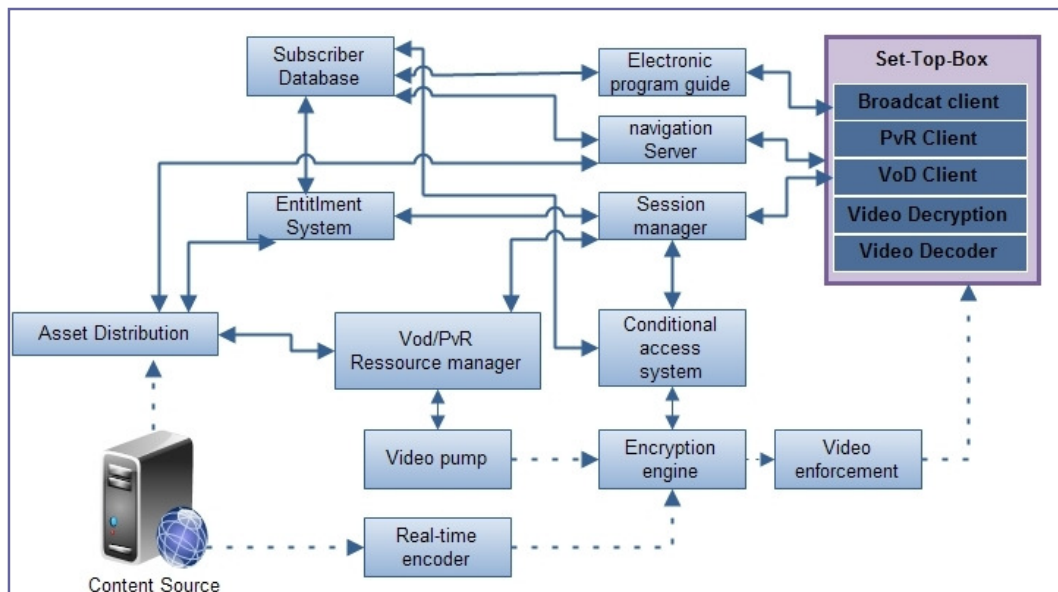 Subscriber
Database
Electronic
program guide
Set-Top-Box
Broadcat client
navigation
Server
PvR Client
VoD Client
Entitlment
System
Session
manager
Video Decryption
Video Decoder
Asset Distribution
Vod/PvR
Ressource manager
Conditional
access
system
Video pump
Encryption
engine
Video
enforcement
Real-time
encoder
Content Source